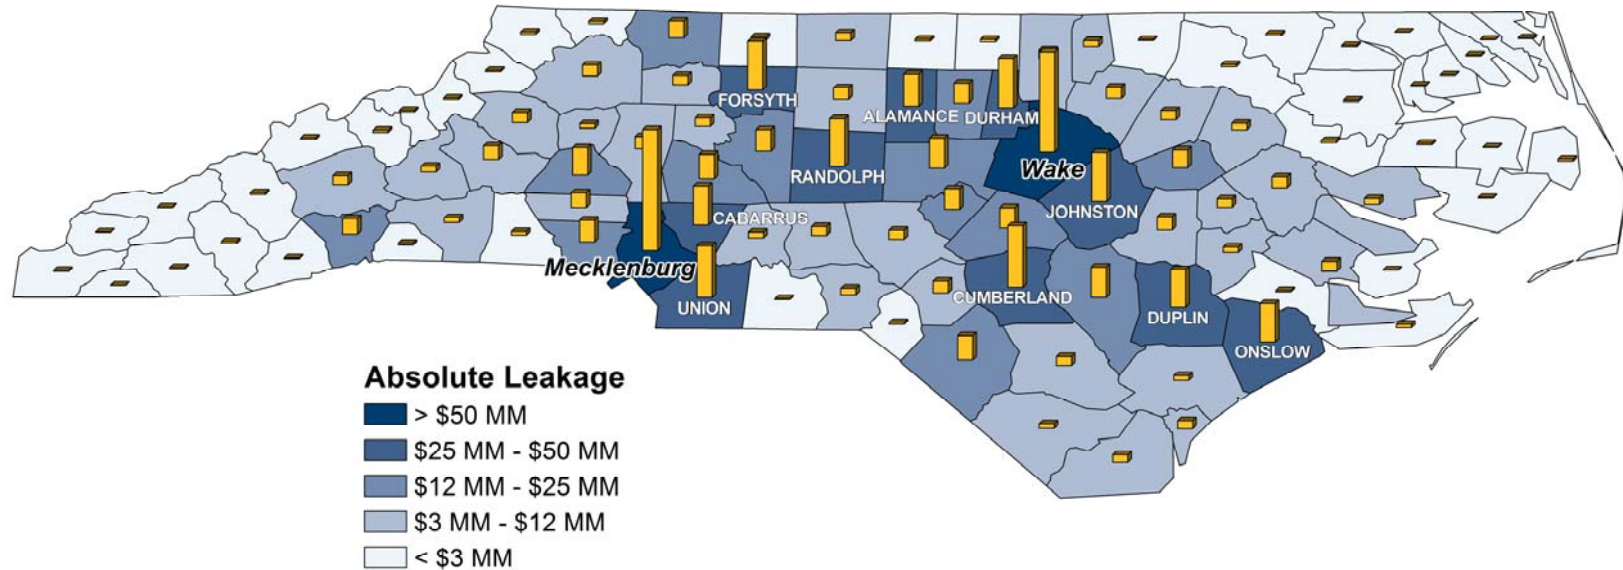 FORSYTH
ALAMANCE
DURHAM
Wake
RANDOLPH
JOHNSTON
CABARRUS
Mecklenburg
UNION
CUMBERLAND
DUPLIN
ONSLOW
Absolute Leakage
> $50 MM
$25 MM - $50 MM
$12 MM - $25 MM
$3 MM - $12 MM
< $3 MM